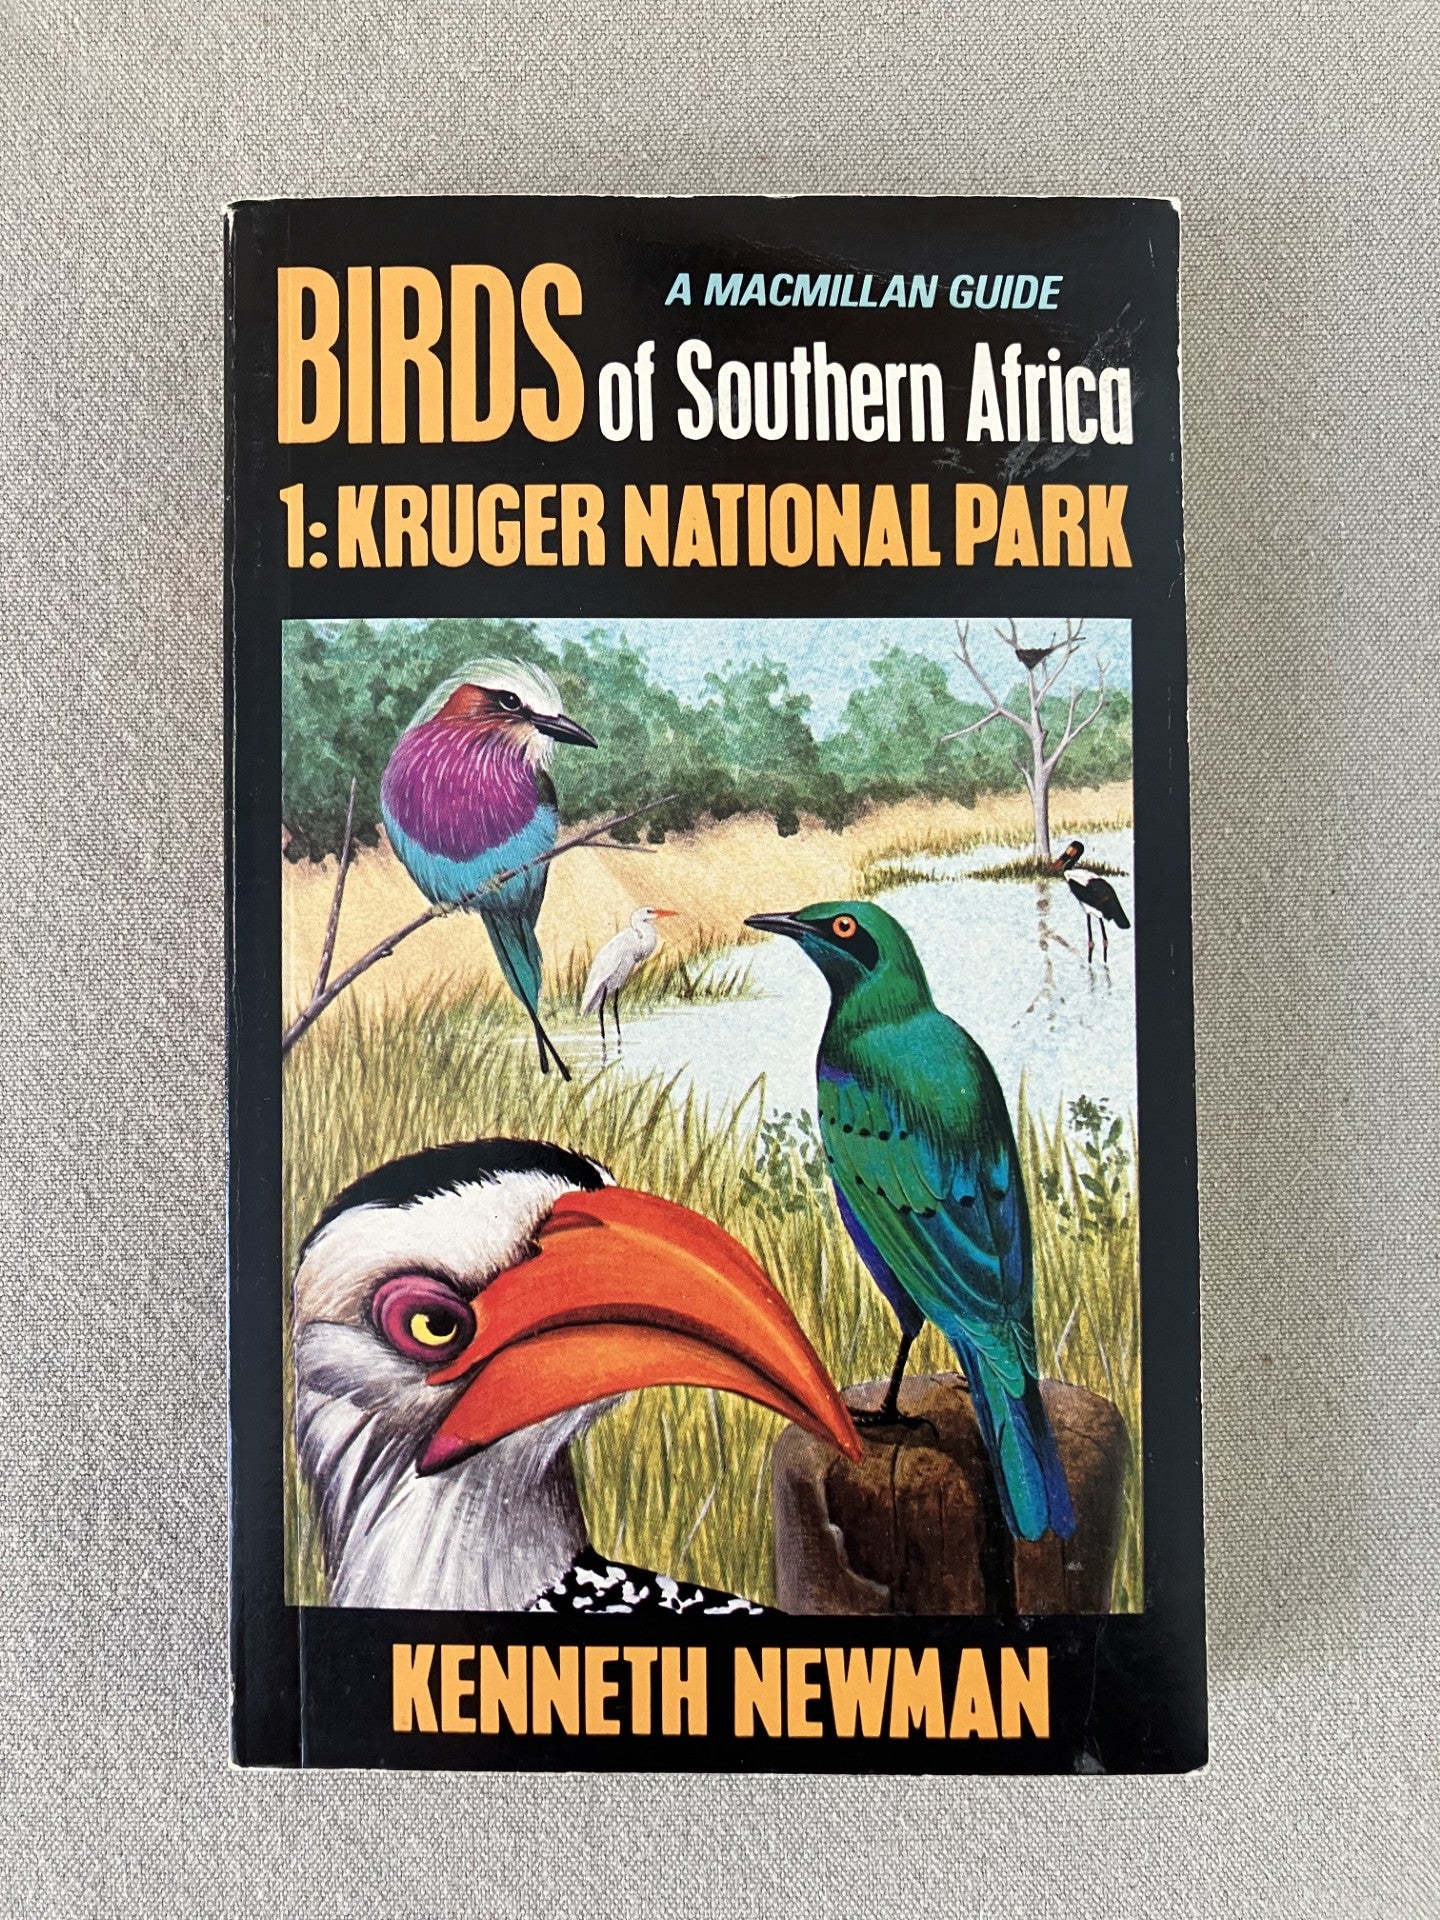 A MACMILLAN GUIDE
BIRDS of Southern Africa
1: KRUGER NATIONAL PARK
KENNETH NEWMAN